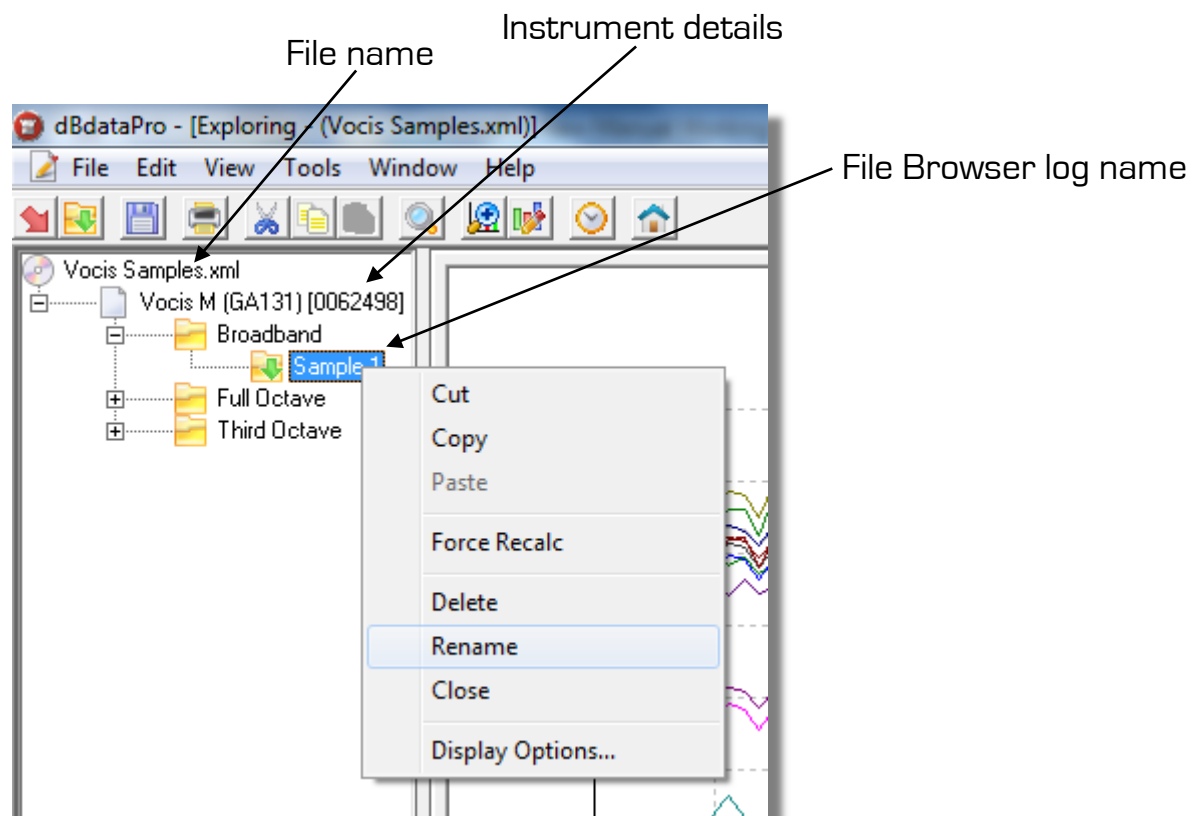 Instrument details
File name
dBdataPro - [Exploring - (Vocis Samples.xml)]
File Edit View Tools Window Help
File Browser log name
Vocis Samples.xml
Vocis M (GA131) [0062498]
Broadband
Sample 1
Full Octave
Third Octave
Cut
Copy
Paste
Force Recalc
Delete
Rename
Close
Display Options...